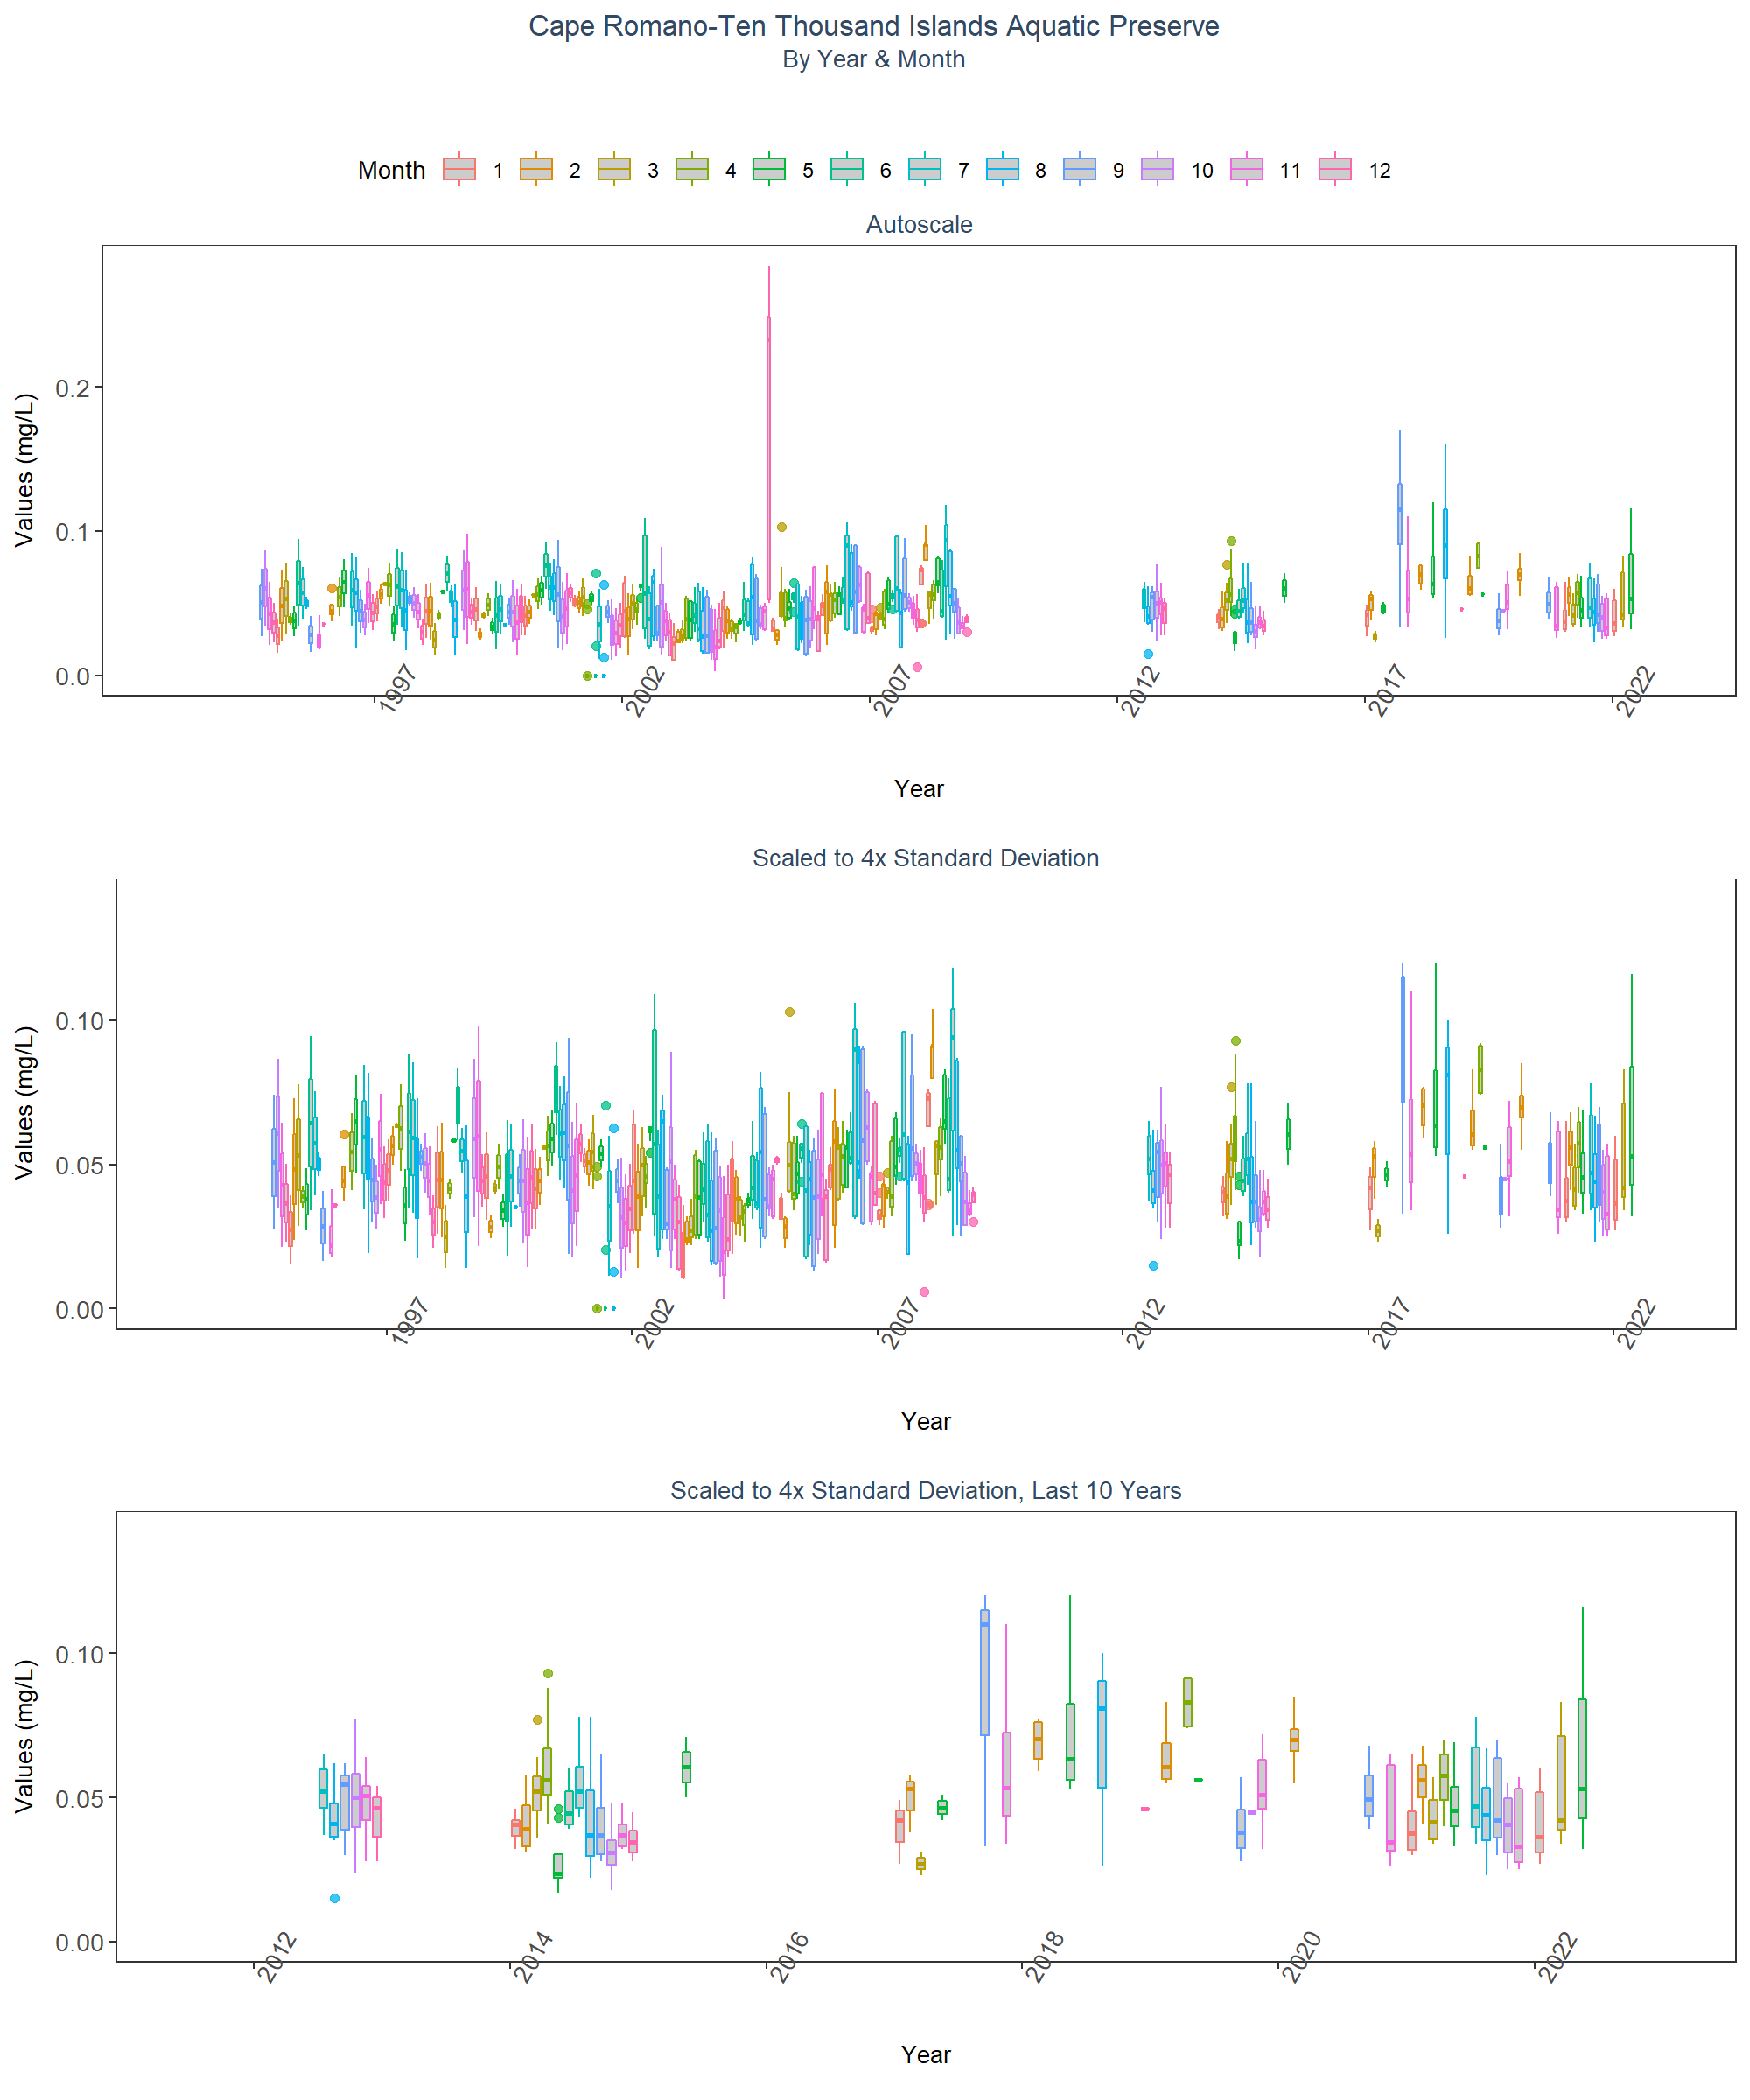 Cape Romano-Ten Thousand Islands Aquatic Preserve
By Year & Month
Month 1 2 3 4 5 6 7 8 9 10 11 12
Autoscale
Values (mg/L)
0.2
0.1
0.0
1997 2002 2007 2012 2017 2022
Year
Scaled to 4x Standard Deviation
Values (mg/L)
0.10
0.05
0.00
1997 2002 2007 2012 2017 2022
Year
Scaled to 4x Standard Deviation, Last 10 Years
Values (mg/L)
0.10
0.05
0.00
2012 2014 2016 2018 2020 2022
Year